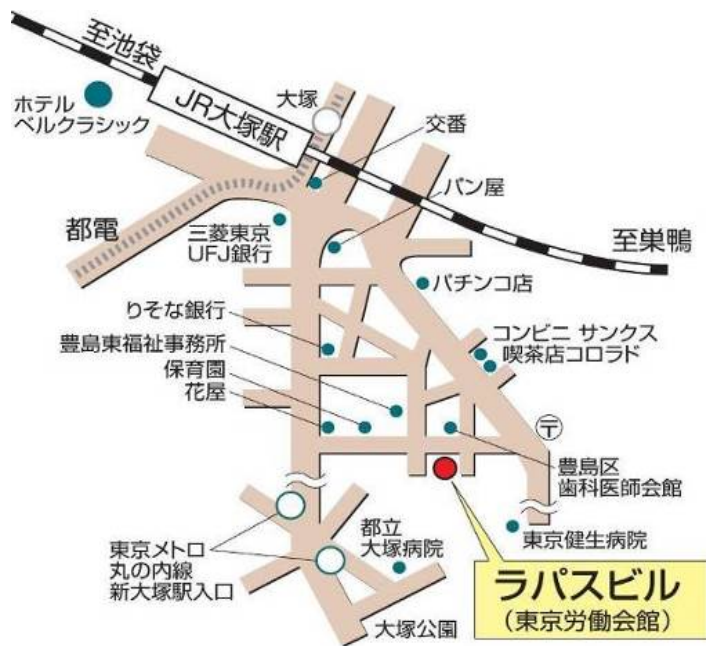 至池袋
ホテル
ベルクラシック
JR大塚駅
大塚
交番
パン屋
都電
三菱東京
UFJ銀行
至巣鴨
パチンコ店
りそな銀行
豊島東福祉事務所
保育園
花屋
コンビニ サンクス
喫茶店コロラド
〒
豊島区
歯科医師会館
東京メトロ
丸の内線
新大塚駅入口
都立
大塚病院
東京健生病院
大塚公園
ラパスビル
(東京労働会館)